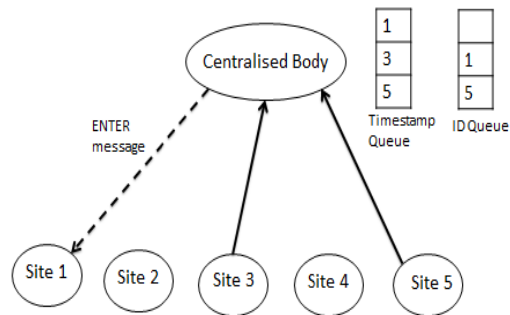 Centralised Body
1
3
5
Timestamp
Queue
1
5
ID Queue
ENTER
message
Site 1
Site 2
Site 3
Site 4
Site 5